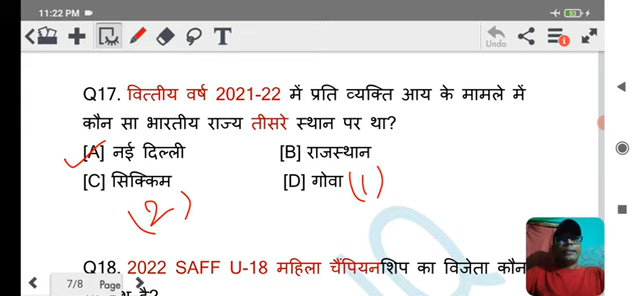 11:22 PM
53
Undo
Q17. वित्तीय वर्ष 2021-22 में प्रति व्यक्ति आय के मामले में
कौन सा भारतीय राज्य तीसरे स्थान पर था?
[A] नई दिल्ली [B] राजस्थान
[C] सिक्किम [D] गोवा (1)
(2)
Q18. 2022 SAFF U-18 महिला चैंपियनशिप का विजेता कौन
7/8 Page